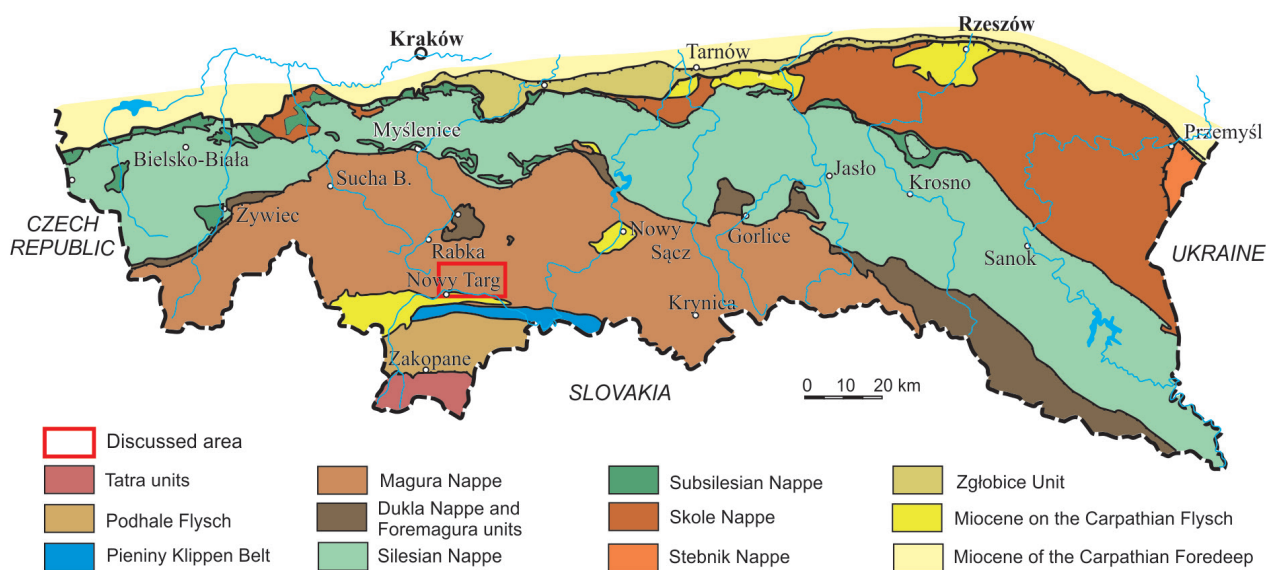 Kraków
Rzeszów
Tarnów
Przemyśl
Myślenice
Bielsko-Biała
Sucha B.
Jasło
Krosno
CZECH
REPUBLIC
Żywiec
Rabka
Nowy
Sącz
Gorlice
Sanok
UKRAINE
Nowy Targ
Krynica
Zakopane
SLOVAKIA
0 10 20 km
Discussed area
Tatra units
Podhale Flysch
Pieniny Klippen Belt
Magura Nappe
Dukla Nappe and
Foremagura units
Silesian Nappe
Subsilesian Nappe
Skole Nappe
Stebnik Nappe
Zgłobice Unit
Miocene on the Carpathian Flysch
Miocene of the Carpathian Foredeep